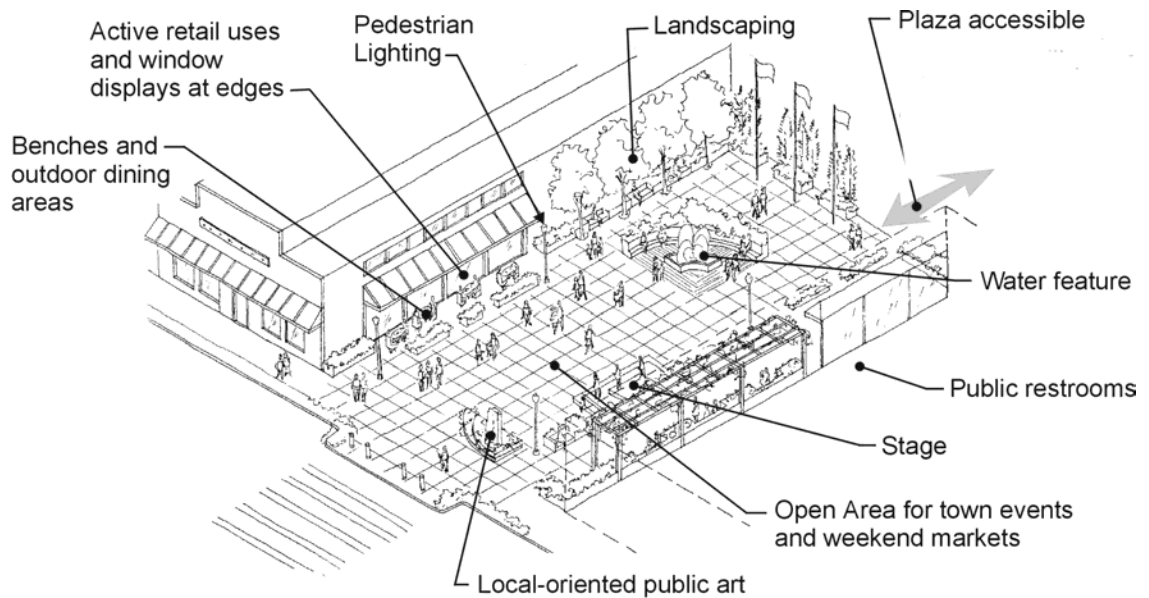 Plaza accessible
Active retail uses
and window
displays at edges
Pedestrian
Lighting
Landscaping
Benches and
outdoor dining
areas
Water feature
Public restrooms
Stage
Open Area for town events
and weekend markets
Local-oriented public art